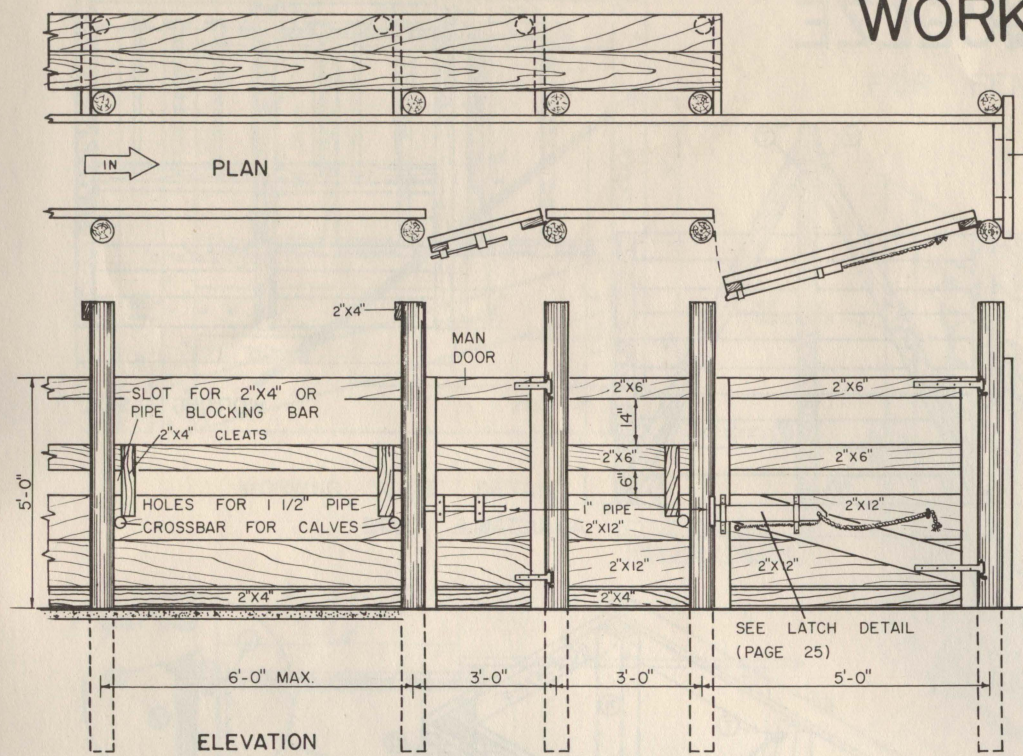 WORK
IN
PLAN
2"X4"
MAN
DOOR
SLOT FOR 2"X4" OR
PIPE BLOCKING BAR
2"X4" CLEATS
HOLES FOR 1 1/2" PIPE
CROSSBAR FOR CALVES
5'-0"
2"X4"
2"X6"
14"
2"X6"
6"
1" PIPE
2"X12"
2"X12"
2"X4"
2"X6"
2"X6"
2"X12"
2"X12"
SEE LATCH DETAIL
(PAGE 25)
6'-0" MAX.
3'-0"
3'-0"
5'-0"
ELEVATION